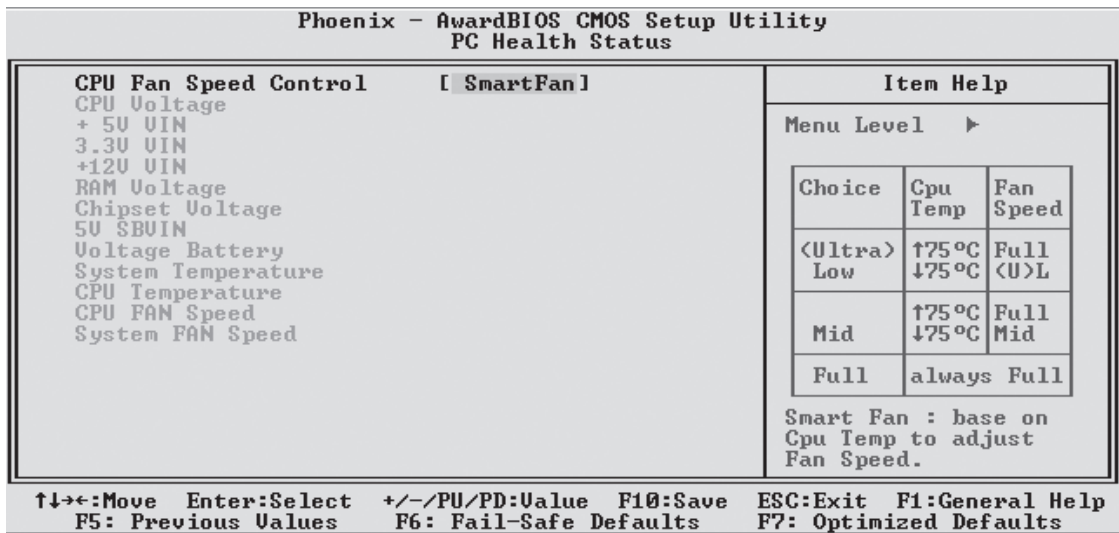 Phoenix - AwardBIOS CMOS Setup Utility
PC Health Status
CPU Fan Speed Control [ SmartFan]
CPU Voltage
+ 5V VIN
3.3V VIN
+12V VIN
RAM Voltage
Chipset Voltage
5V SBVIN
Voltage Battery
System Temperature
CPU Temperature
CPU FAN Speed
System FAN Speed
Item Help
Menu Level ►
Choice Cpu Temp Fan Speed
(Ultra) Low ↑75ºC Full
↓75ºC (U)L
Mid ↑75ºC Full
↓75ºC Mid
Full always Full
Smart Fan : base on
Cpu Temp to adjust
Fan Speed.
↑↓→←:Move Enter:Select +/-/PU/PD:Value F10:Save ESC:Exit F1:General Help
F5: Previous Values F6: Fail-Safe Defaults F7: Optimized Defaults